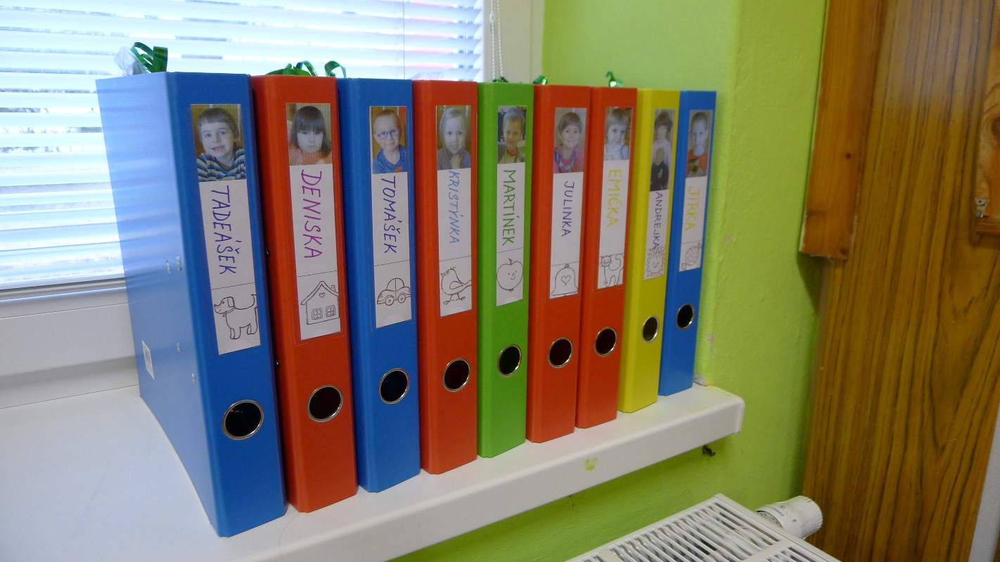 TADEÁŠEK
DENISKA
TOMÁŠEK
KRISTÝNKA
MARTÍNEK
JULINKA
EMIČKA
ANDREJKA
JIRKA